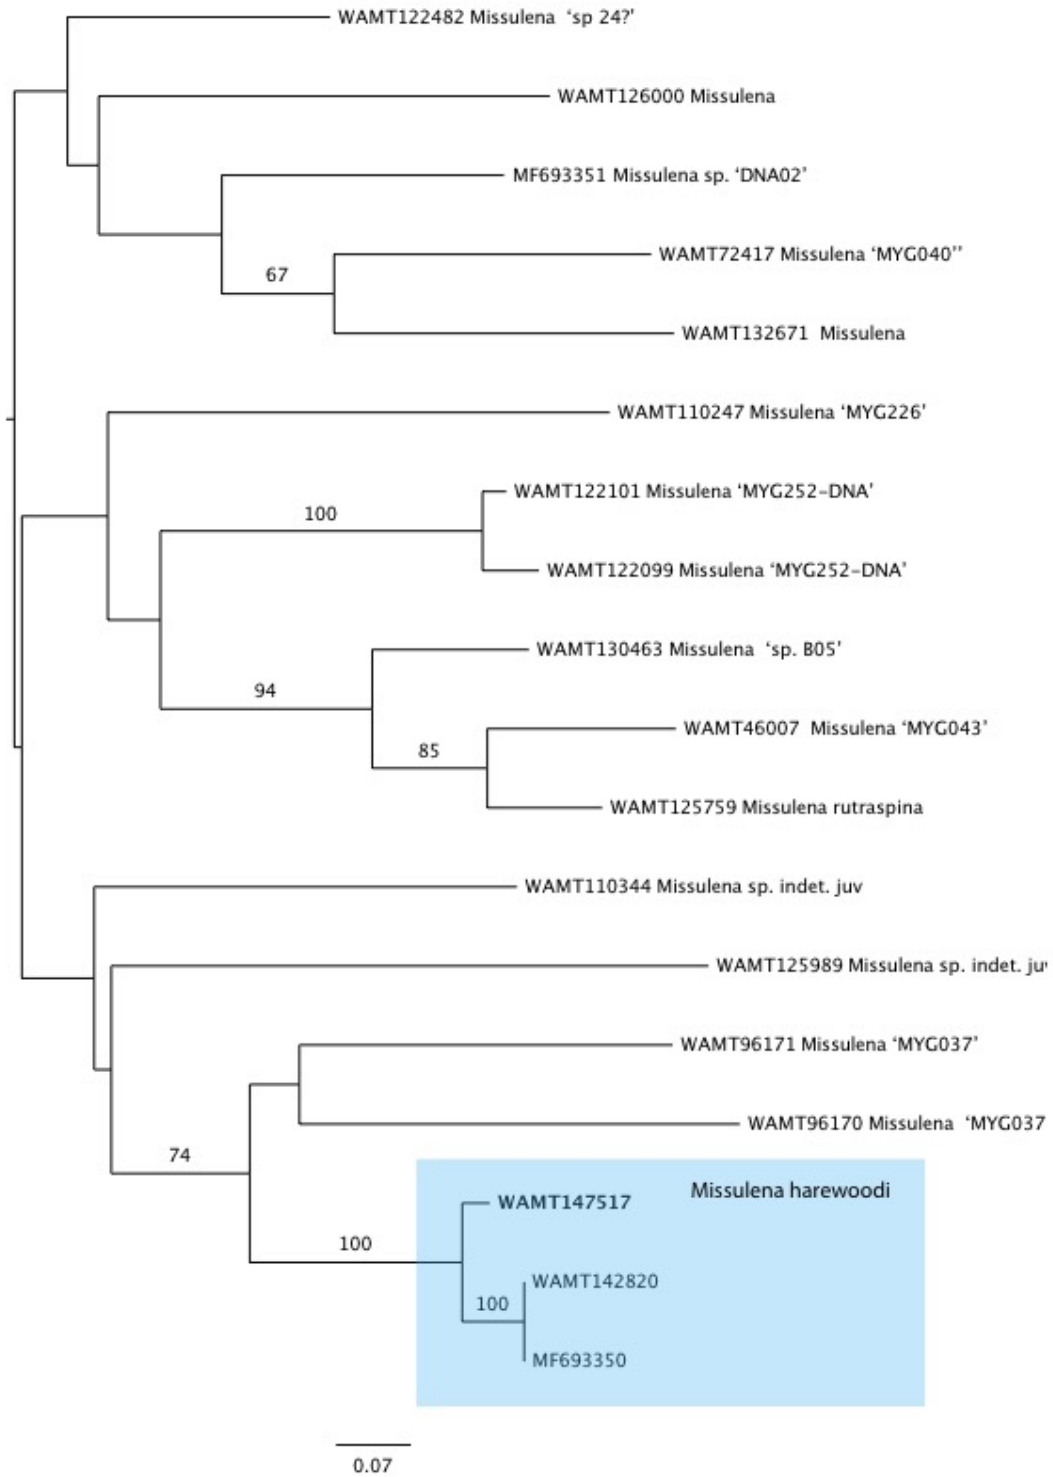 WAMT122482 Missulena ‘sp 24?’
WAMT126000 Missulena
MF693351 Missulena sp. ‘DNA02’
WAMT72417 Missulena ‘MYG040’’
67
WAMT132671 Missulena
WAMT110247 Missulena ‘MYG226’
WAMT122101 Missulena ‘MYG252-DNA’
100
WAMT122099 Missulena ‘MYG252-DNA’
WAMT130463 Missulena ‘sp. B05’
94
WAMT46007 Missulena ‘MYG043’
85
WAMT125759 Missulena rutraspina
WAMT110344 Missulena sp. indet. juv
WAMT125989 Missulena sp. indet. juv
WAMT96171 Missulena ‘MYG037’
WAMT96170 Missulena ‘MYG037
74
Missulena harewoodi
WAMT147517
100
WAMT142820
100
MF693350
0.07